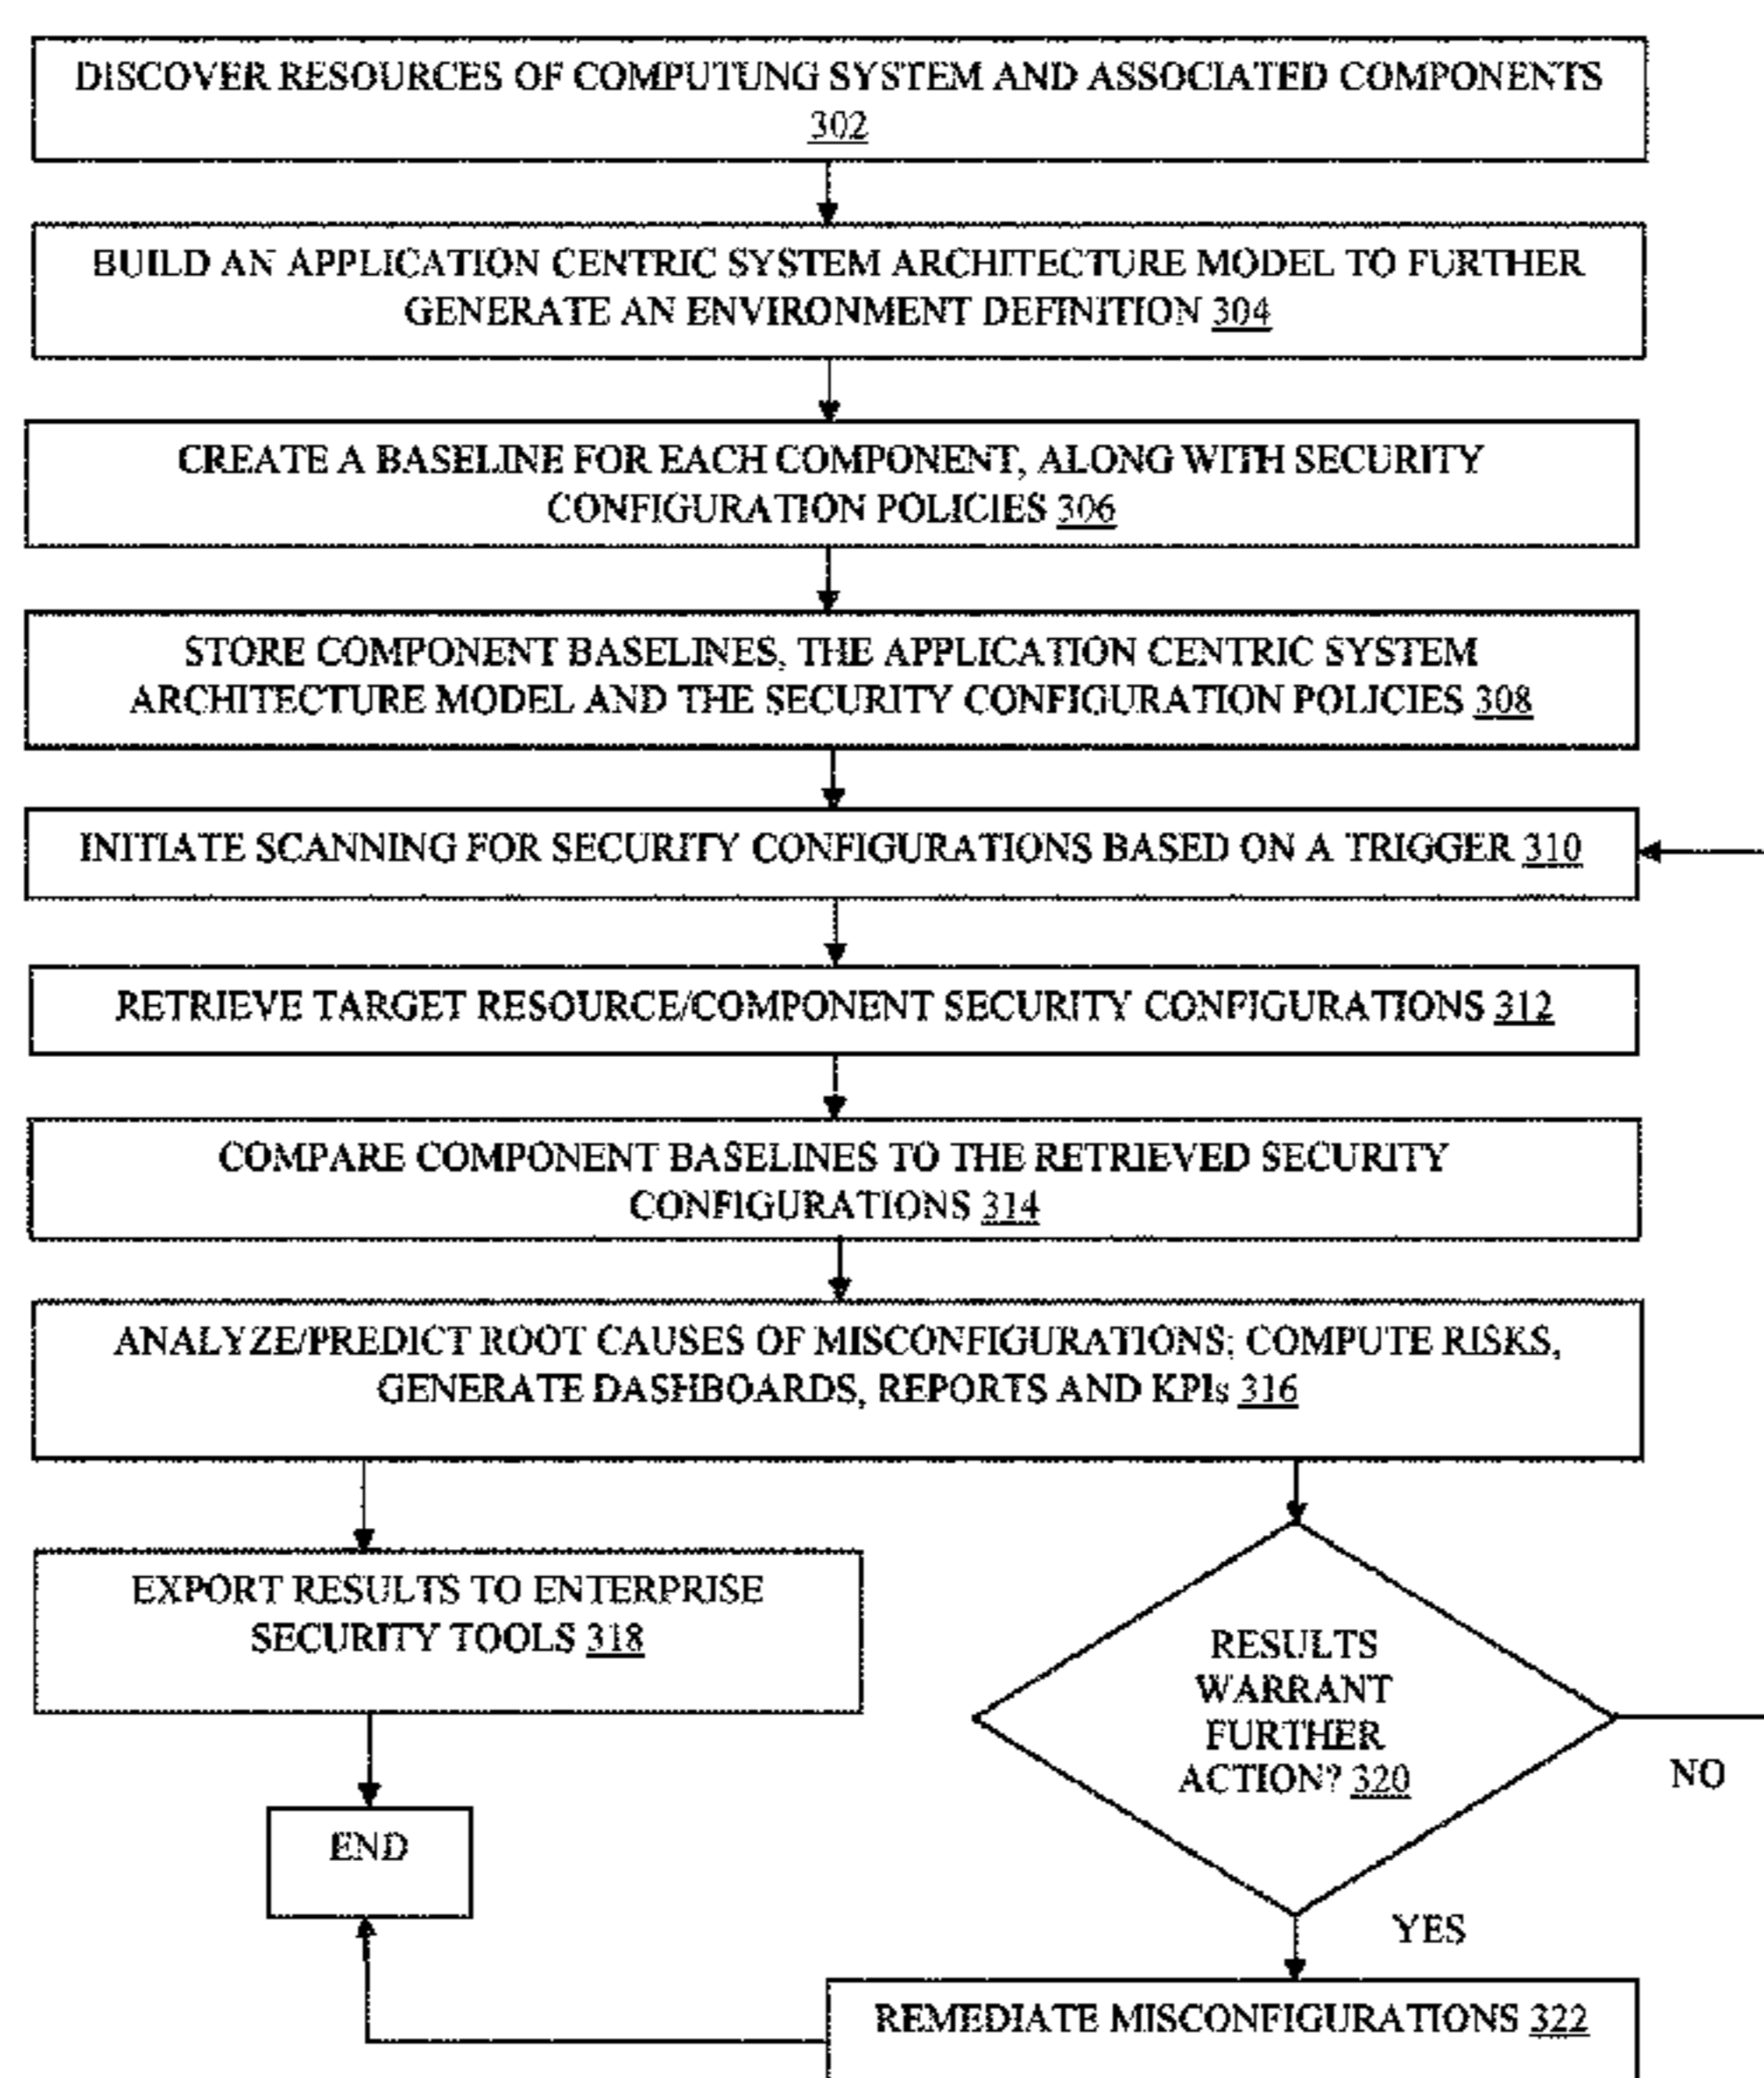 DISCOVER RESOURCES OF COMPUTUNG SYSTEM AND ASSOCIATED COMPONENTS
302
BUILD AN APPLICATION CENTRIC SYSTEM ARCHITECTURE MODEL TO FURTHER
GENERATE AN ENVIRONMENT DEFINITION 304
CREATE A BASELINE FOR EACH COMPONENT, ALONG WITH SECURITY
CONFIGURATION POLICIES 306
STORE COMPONENT BASELINES, THE APPLICATION CENTRIC SYSTEM
ARCHITECTURE MODEL AND THE SECURITY CONFIGURATION POLICIES 308
INITIATE SCANNING FOR SECURITY CONFIGURATIONS BASED ON A TRIGGER 310
RETRIEVE TARGET RESOURCE/COMPONENT SECURITY CONFIGURATIONS 312
COMPARE COMPONENT BASELINES TO THE RETRIEVED SECURITY
CONFIGURATIONS 314
ANALYZE/PREDICT ROOT CAUSES OF MISCONFIGURATIONS; COMPUTE RISKS,
GENERATE DASHBOARDS, REPORTS AND KPIs 316
EXPORT RESULTS TO ENTERPRISE
SECURITY TOOLS 318
RESULTS
WARRANT
FURTHER
ACTION? 320
NO
END
YES
REMEDIATE MISCONFIGURATIONS 322